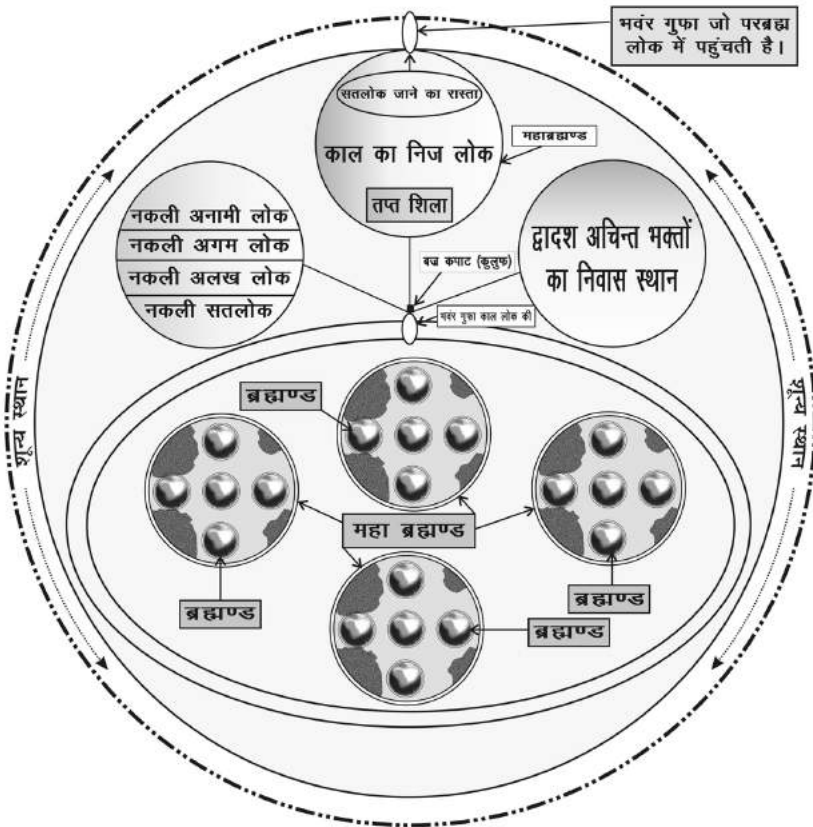 भवंर गुफा जो परब्रह्म
लोक में पहुंचती है।
सतलोक जाने का रास्ता
काल का निज लोक
महाब्रह्मण्ड
तप्त शिला
नकली अनामी लोक
नकली अगम लोक
नकली अलख लोक
नकली सतलोक
द्वादश अचिन्त भक्तों
का निवास स्थान
बज्र कपाट (कुलुफ)
भवंर गुफा काल लोक की
शून्य स्थान
शून्य स्थान
ब्रह्मण्ड
महा ब्रह्मण्ड
ब्रह्मण्ड
ब्रह्मण्ड
ब्रह्मण्ड